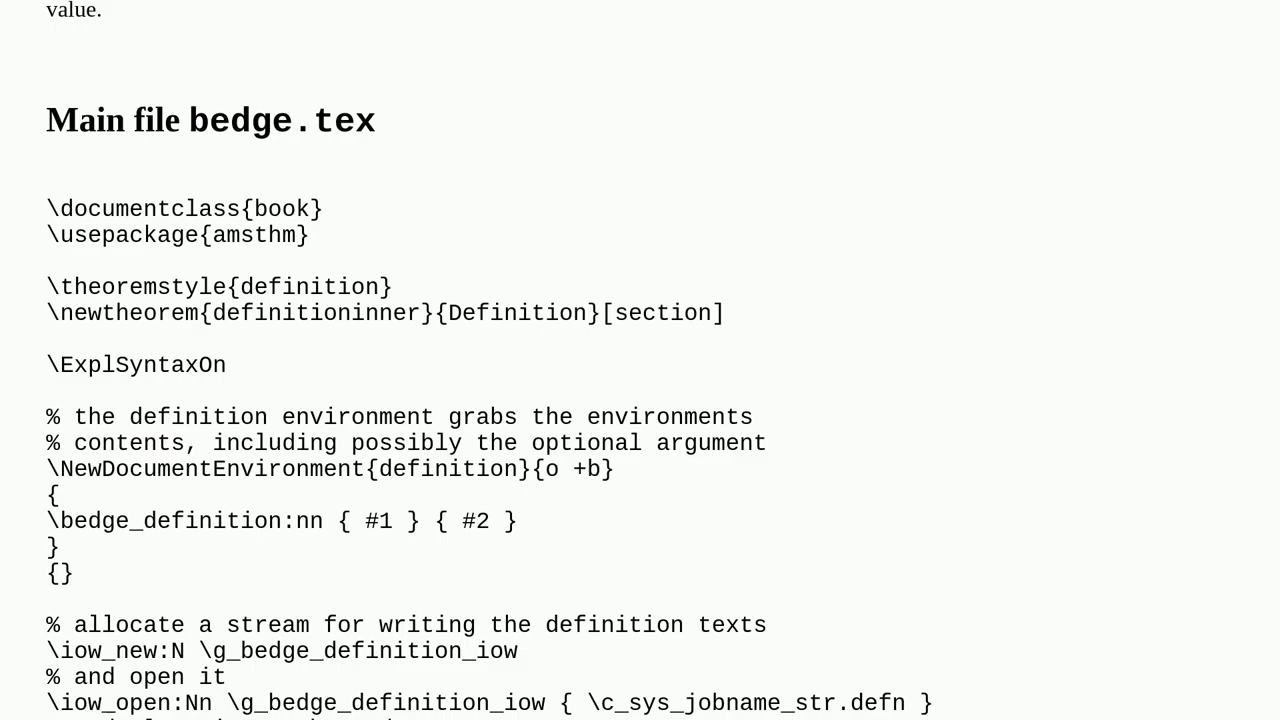 value.
Main file bedge.tex
\documentclass{book}
\usepackage{amsthm}
\theoremstyle{definition}
\newtheorem{definitioninner}{Definition}[section]
\ExplSyntaxOn
% the definition environment grabs the environments
% contents, including possibly the optional argument
\NewDocumentEnvironment{definition}{o +b}
{
\bedge_definition:nn { #1 } { #2 }
}
{}
% allocate a stream for writing the definition texts
\iow_new:N \g_bedge_definition_iow
% and open it
\iow_open:Nn \g_bedge_definition_iow { \c_sys_jobname_str.defn }